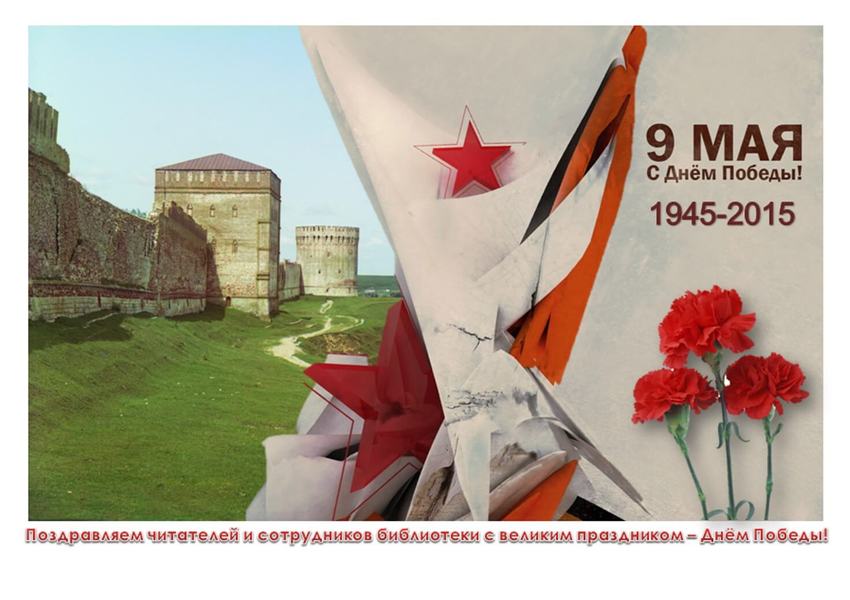 9 МАЯ
С Днём Победы!
1945-2015
Поздравляем читателей и сотрудников библиотеки с великим праздником – Днём Победы!